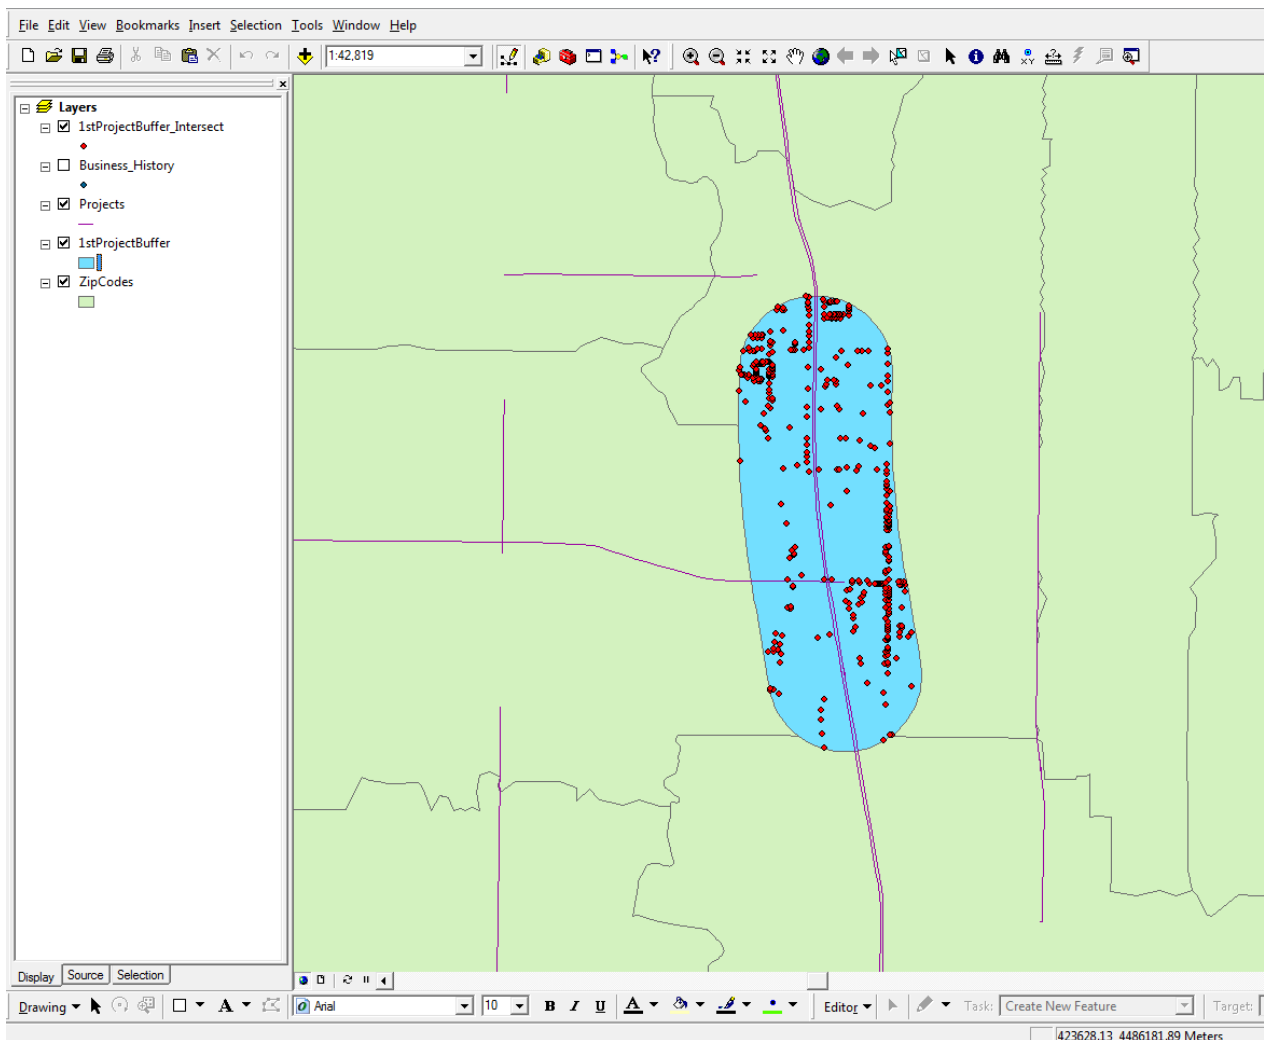 File Edit View Bookmarks Insert Selection Tools Window Help
1:42,819
XY
Layers
1stProjectBuffer_Intersect
Business_History
Projects
1stProjectBuffer
ZipCodes
Display Source Selection
Drawing A Arial 10 B I U A Editor Task: Create New Feature Target:
423628.13 4486181.89 Meters